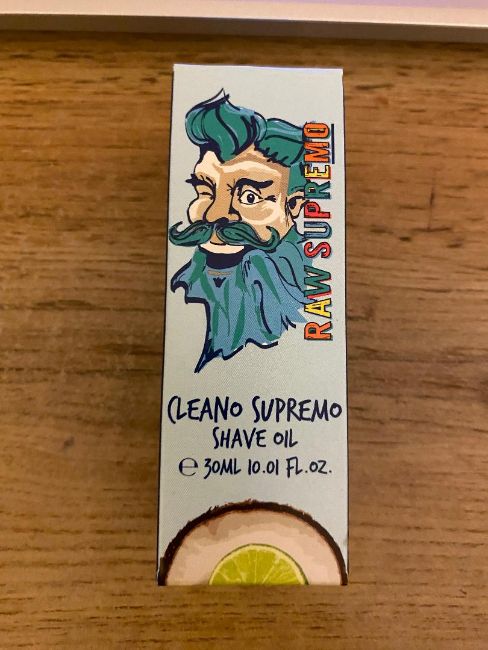 RAW SUPREMO
CLEANO SUPREMO
SHAVE OIL
℮ 30ML 10.01 FL.OZ.